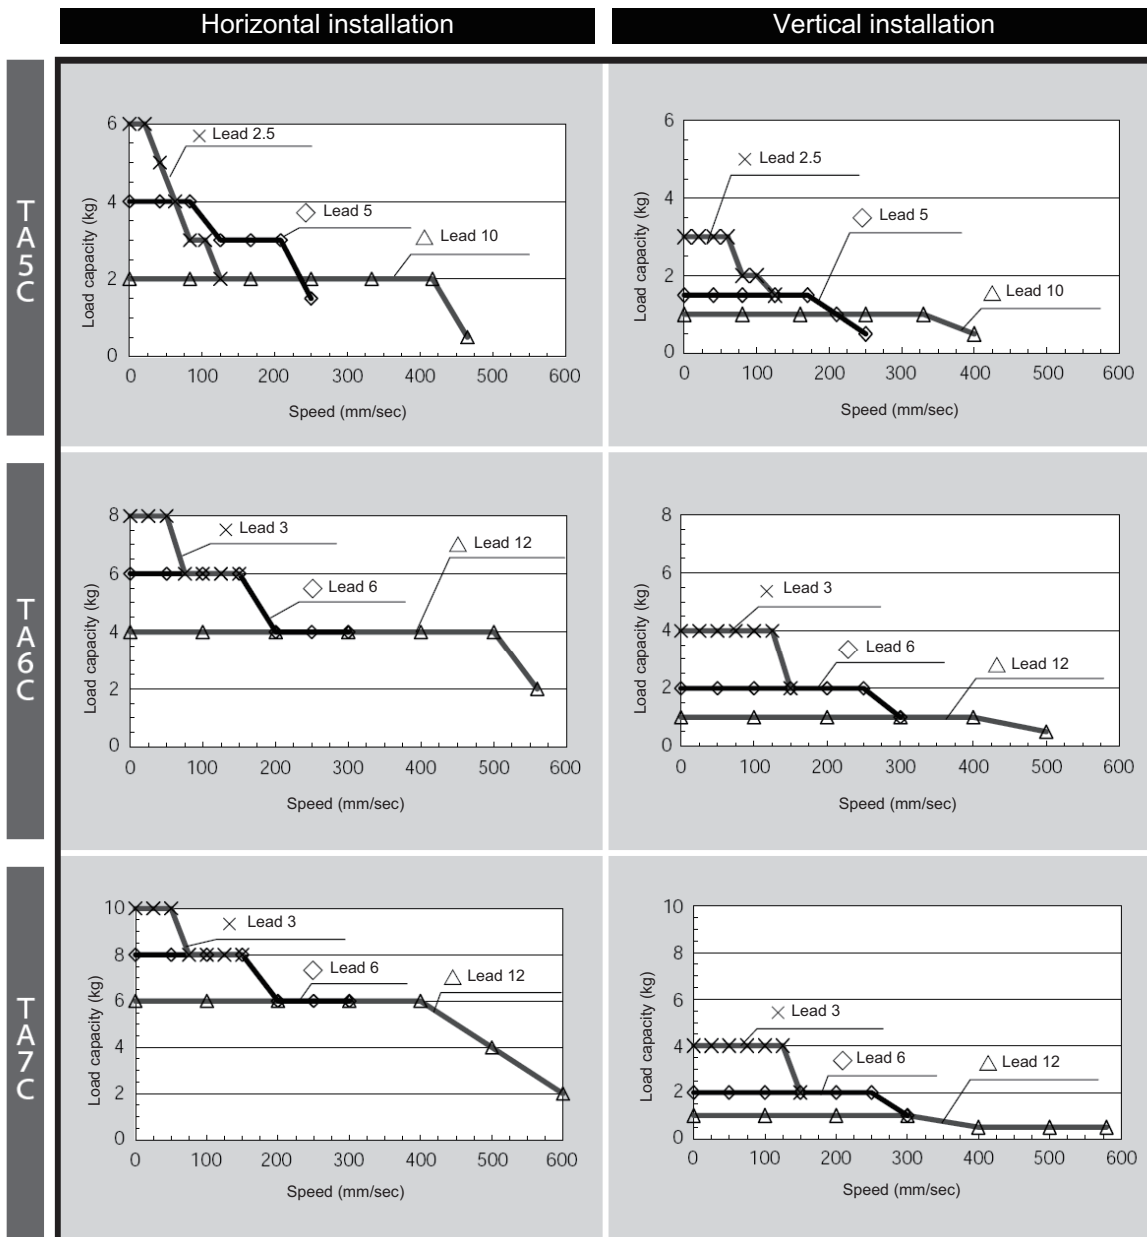 Horizontal installation
Vertical installation
TA5C
6
4
2
0
0 100 200 300 400 500 600
Load capacity (kg)
Speed (mm/sec)
Lead 2.5
Lead 5
Lead 10
6
4
2
0
0 100 200 300 400 500 600
Load capacity (kg)
Speed (mm/sec)
Lead 2.5
Lead 5
Lead 10
TA6C
8
6
4
2
0
0 100 200 300 400 500 600
Load capacity (kg)
Speed (mm/sec)
Lead 3
Lead 6
Lead 12
8
6
4
2
0
0 100 200 300 400 500 600
Load capacity (kg)
Speed (mm/sec)
Lead 3
Lead 6
Lead 12
TA7C
10
8
6
4
2
0
0 100 200 300 400 500 600
Load capacity (kg)
Speed (mm/sec)
Lead 3
Lead 6
Lead 12
10
8
6
4
2
0
0 100 200 300 400 500 600
Load capacity (kg)
Speed (mm/sec)
Lead 3
Lead 6
Lead 12